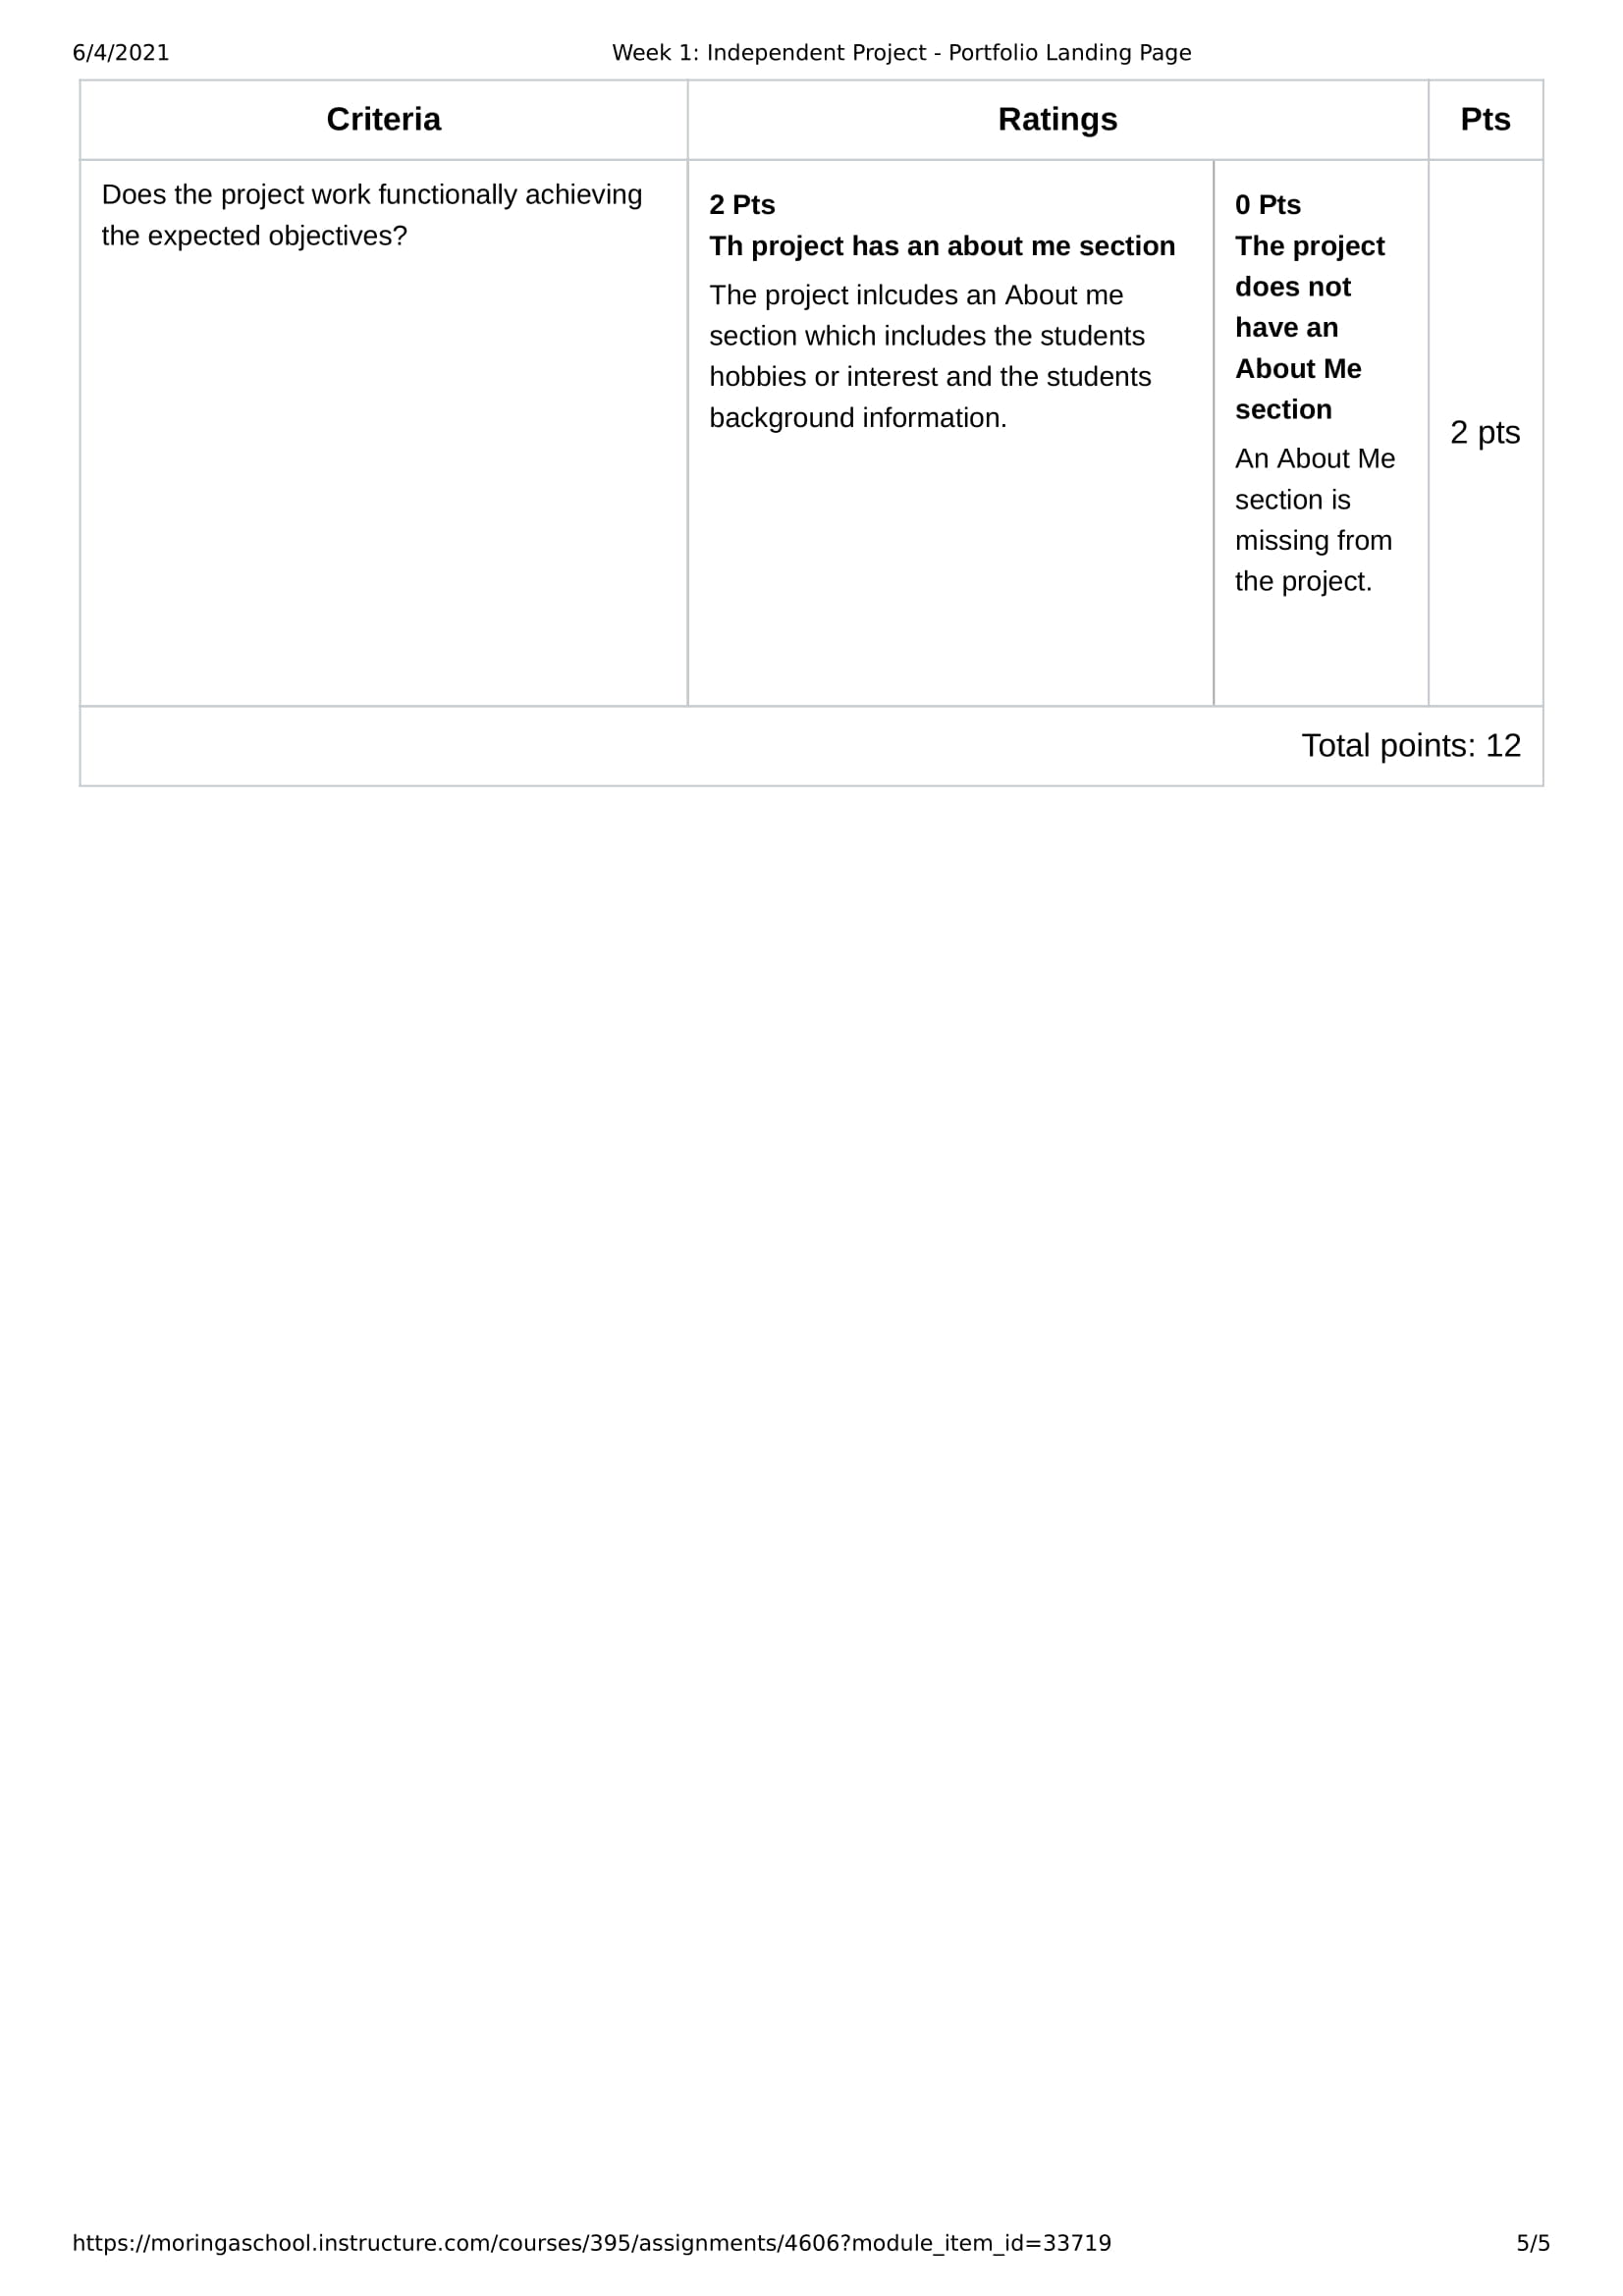 6/4/2021
Week 1: Independent Project - Portfolio Landing Page
Criteria
Ratings
Pts
Does the project work functionally achieving
the expected objectives?
2 Pts
Th project has an about me section
The project inlcudes an About me
section which includes the students
hobbies or interest and the students
background information.
0 Pts
The project
does not
have an
About Me
section
An About Me
section is
missing from
the project.
2 pts
Total points: 12
https://moringaschool.instructure.com/courses/395/assignments/4606?module_item_id=33719
5/5